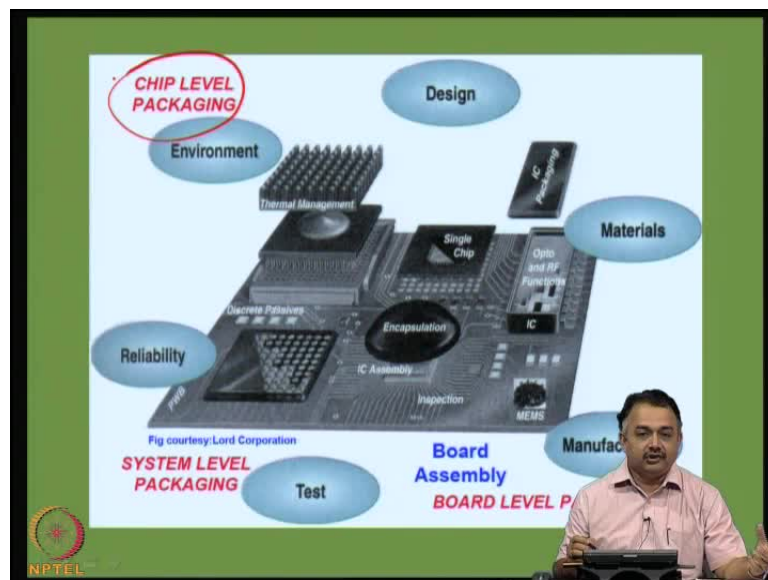 CHIP LEVEL
PACKAGING
Design
Environment
Thermal Management
IC
Packaging
Materials
Single
Chip
Opto
and RF
Functions
IC
Discrete Passives
Encapsulation
Reliability
IC Assembly
Inspection
PWB
MEMS
Fig courtesy:Lord Corporation
Manufac
SYSTEM LEVEL
PACKAGING
Board
Assembly
Test
BOARD LEVEL P
NPTEL